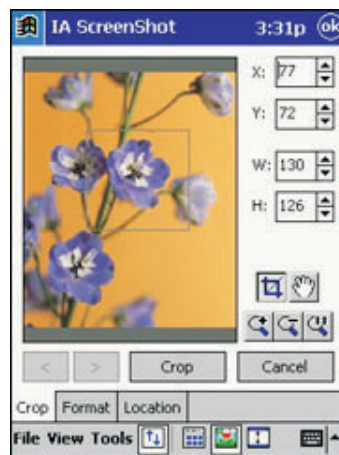 IA ScreenShot 3:31p ok
X: 77
Y: 72
W: 130
H: 126
< > Crop Cancel
Crop Format Location
File View Tools